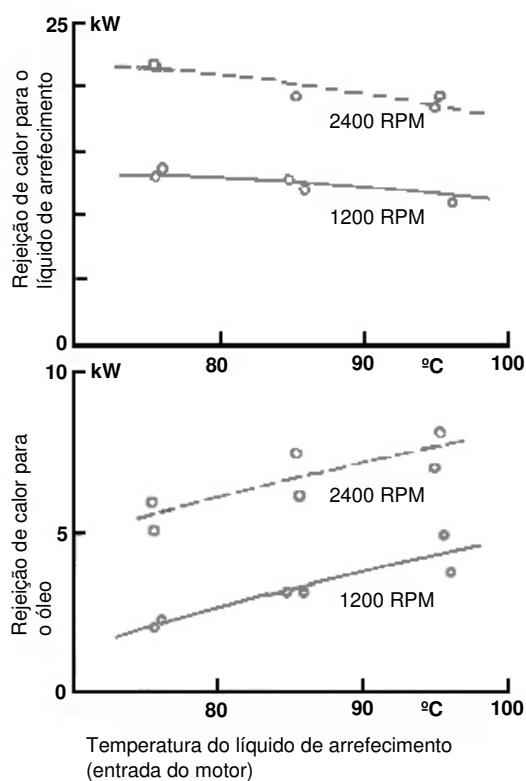 25
kW
Rejeição de calor para o
líquido de arrefecimento
2400 RPM
1200 RPM
0
80
90
ºC
100
10
kW
Rejeição de calor para
o óleo
2400 RPM
5
1200 RPM
0
80
90
ºC
100
Temperatura do líquido de arrefecimento
(entrada do motor)